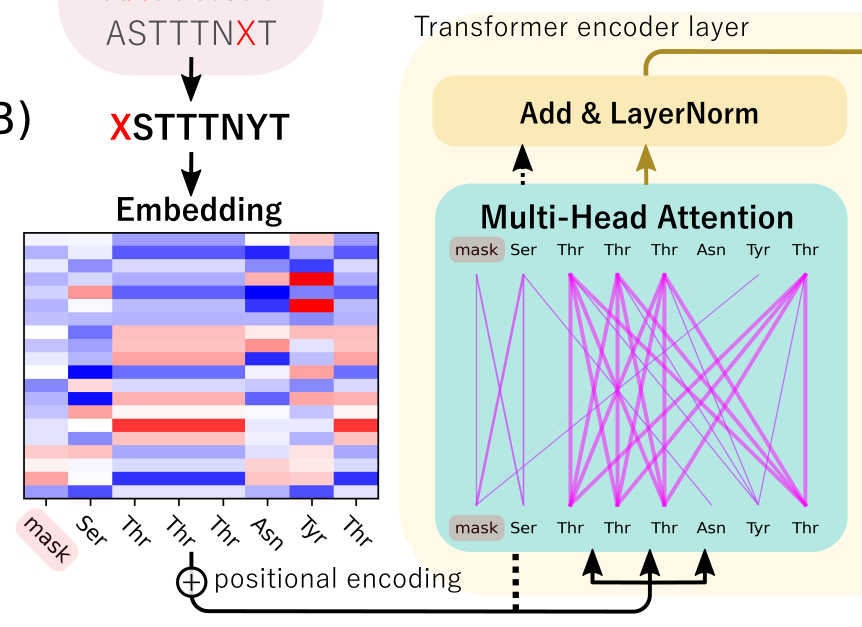 ASTTTNXT
B)
XSTTTNYT
Embedding
mask Ser Thr Thr Thr Asn Tyr Thr
+ positional encoding
Transformer encoder layer
Add & LayerNorm
Multi-Head Attention
mask Ser Thr Thr Thr Asn Tyr Thr
mask Ser Thr Thr Thr Asn Tyr Thr